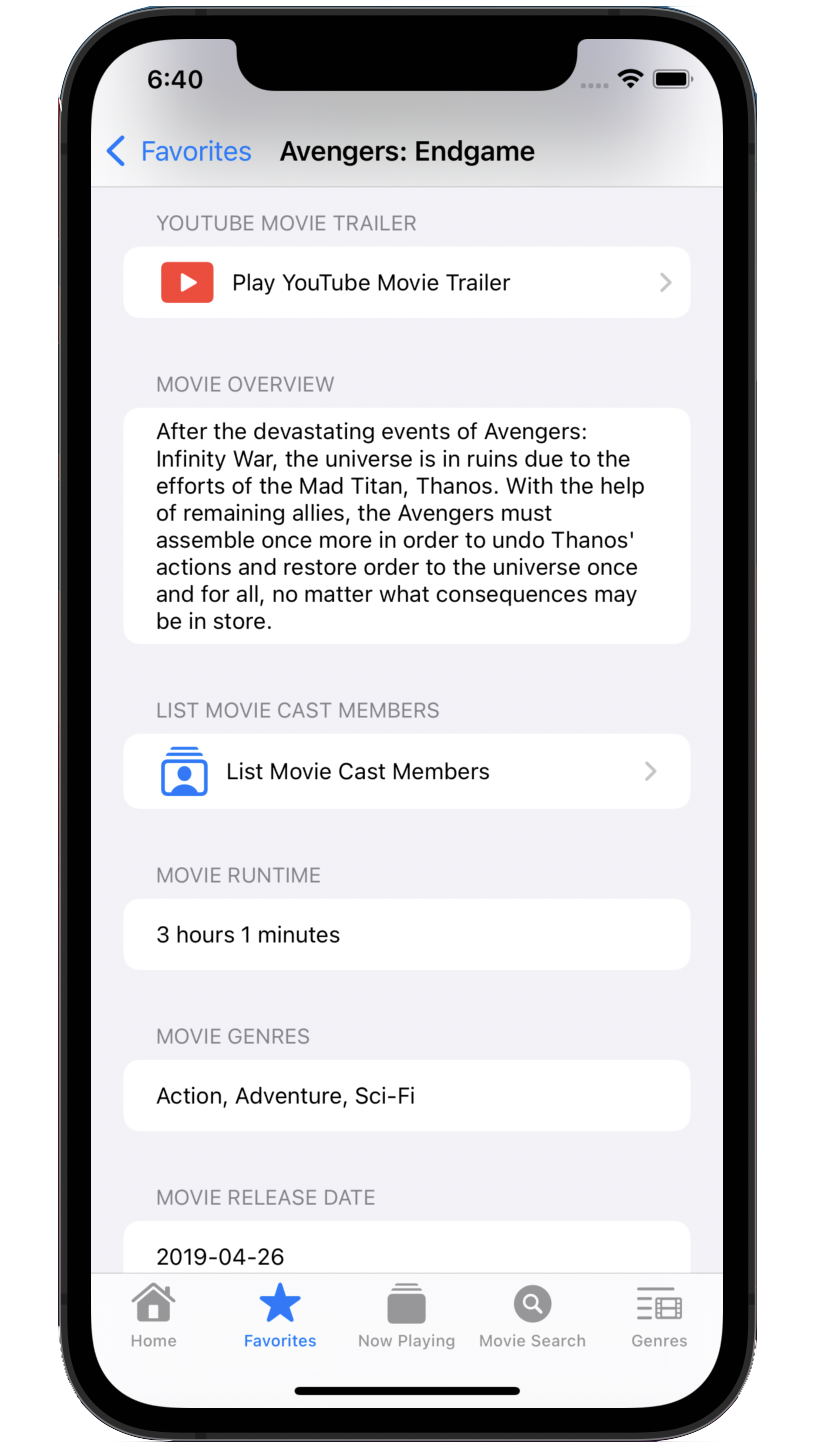 6:40
Favorites Avengers: Endgame
YOUTUBE MOVIE TRAILER
Play YouTube Movie Trailer
MOVIE OVERVIEW
After the devastating events of Avengers:
Infinity War, the universe is in ruins due to the
efforts of the Mad Titan, Thanos. With the help
of remaining allies, the Avengers must
assemble once more in order to undo Thanos'
actions and restore order to the universe once
and for all, no matter what consequences may
be in store.
LIST MOVIE CAST MEMBERS
List Movie Cast Members
MOVIE RUNTIME
3 hours 1 minutes
MOVIE GENRES
Action, Adventure, Sci-Fi
MOVIE RELEASE DATE
2019-04-26
Home Favorites Now Playing Movie Search Genres